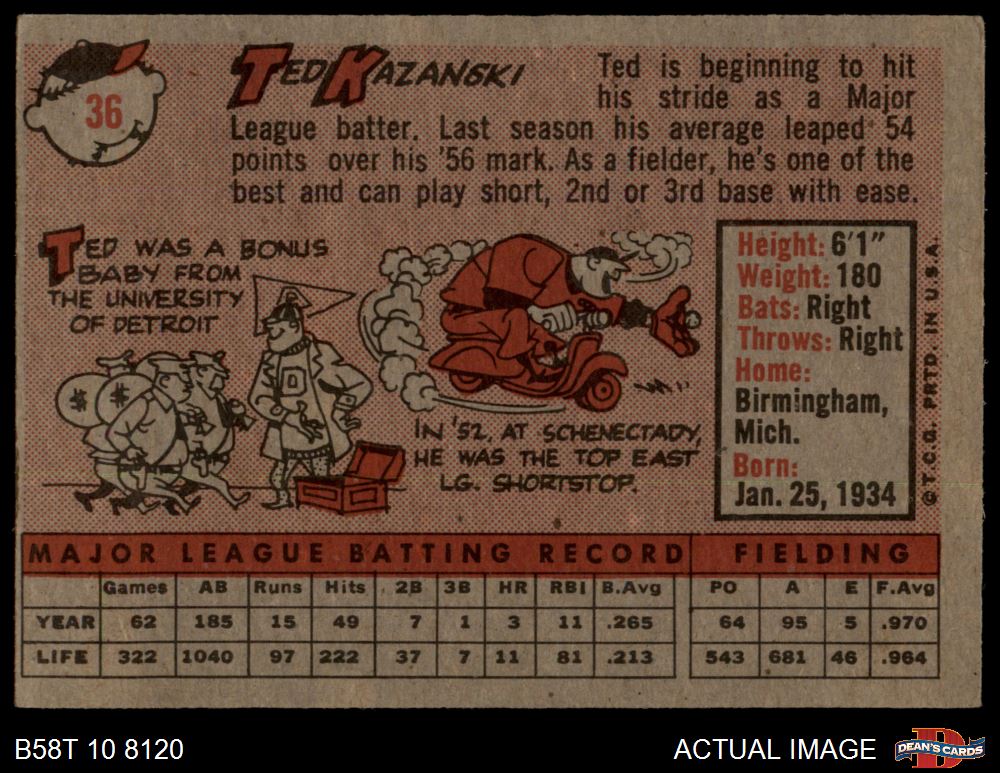 36
TED KAZANSKI
Ted is beginning to hit
his stride as a Major
League batter. Last season his average leaped 54
points over his '56 mark. As a fielder, he's one of the
best and can play short, 2nd or 3rd base with ease.
TED WAS A BONUS
BABY FROM
THE UNIVERSITY
OF DETROIT
$ $
D
IN '52, AT SCHENECTADY,
HE WAS THE TOP EAST
LG. SHORTSTOP.
Height: 6'1"
Weight: 180
Bats: Right
Throws: Right
Home:
Birmingham,
Mich.
Born:
Jan. 25, 1934
© T.C.G. PRTD. IN U.S.A.
MAJOR LEAGUE BATTING RECORD FIELDING
Games AB Runs Hits 2B 3B HR RBI B.Avg PO A E F.Avg
YEAR 62 185 15 49 7 1 3 11 .265 64 95 5 .970
LIFE 322 1040 97 222 37 7 11 81 .213 543 681 46 .964
B58T 10 8120
ACTUAL IMAGE
D
DEAN'S CARDS